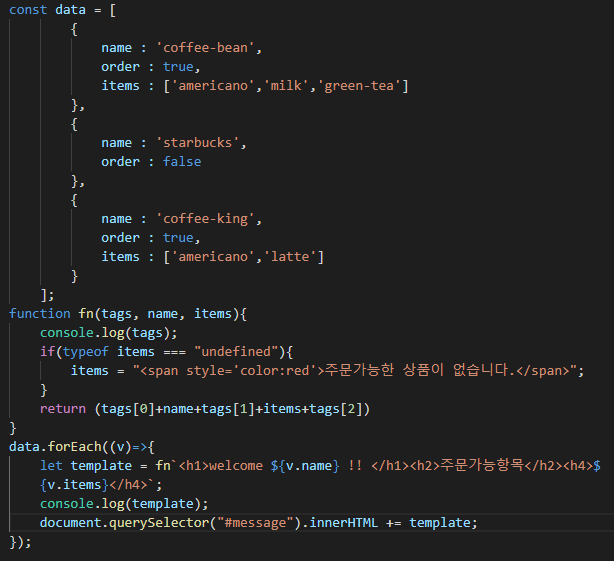 const data = [
{
name : 'coffee-bean',
order : true,
items : ['americano','milk','green-tea']
},
{
name : 'starbucks',
order : false
},
{
name : 'coffee-king',
order : true,
items : ['americano','latte']
}
];
function fn(tags, name, items){
console.log(tags);
if(typeof items === "undefined"){
items = "<span style='color:red'>주문가능한 상품이 없습니다.</span>";
}
return (tags[0]+name+tags[1]+items+tags[2])
}
data.forEach((v)=>{
let template = fn`<h1>welcome ${v.name} !! </h1><h2>주문가능항목</h2><h4>$
{v.items}</h4>`;
console.log(template);
document.querySelector("#message").innerHTML += template;
});